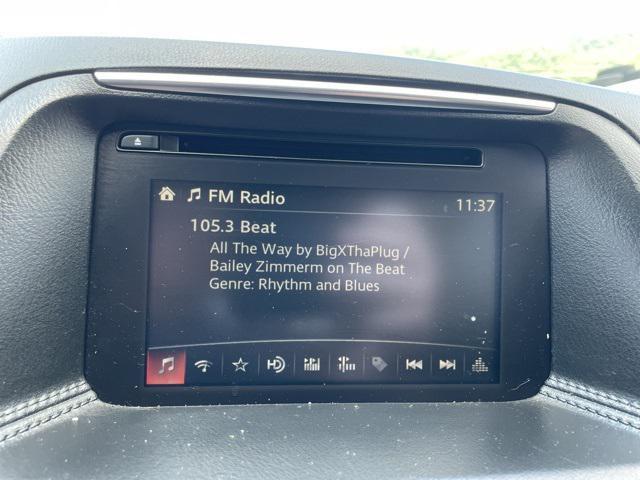 FM Radio
11:37
105.3 Beat
All The Way by BigXThaPlug /
Bailey Zimmerm on The Beat
Genre: Rhythm and Blues
HD